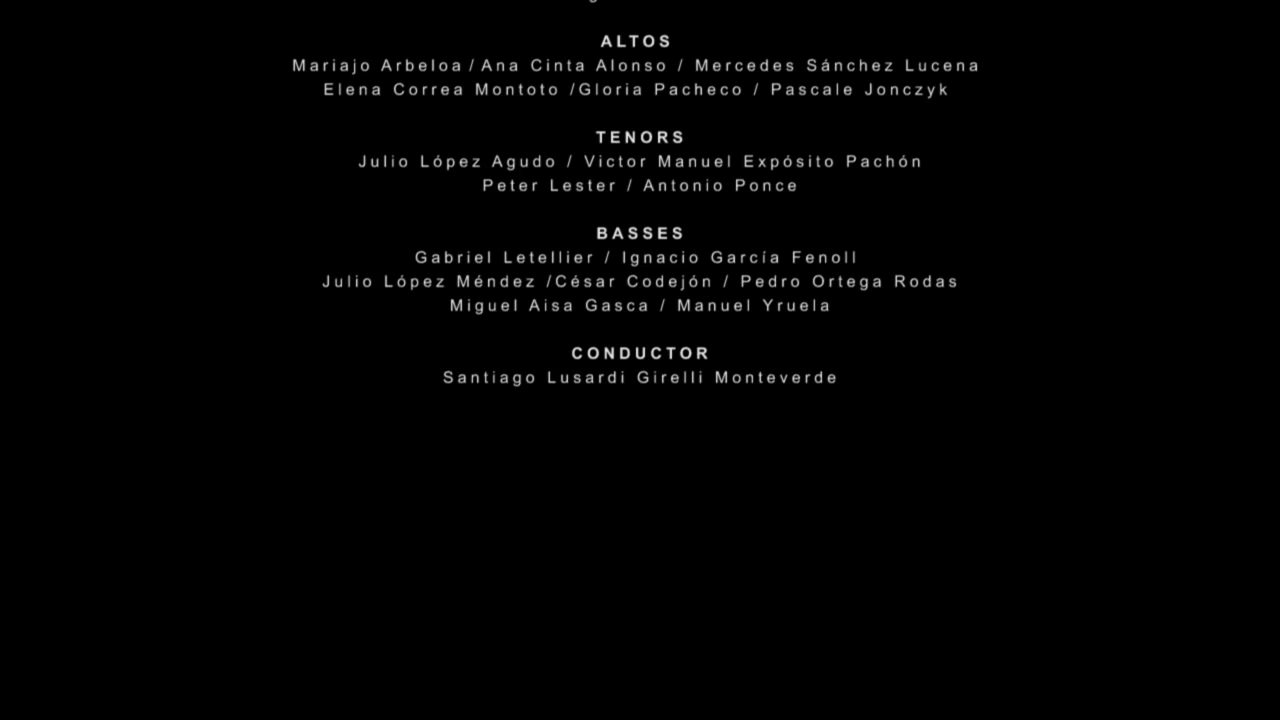 ALTOS
Mariajo Arbeloa / Ana Cinta Alonso / Mercedes Sánchez Lucena
Elena Correa Montoto /Gloria Pacheco / Pascale Jonczyk
TENORS
Julio López Agudo / Victor Manuel Expósito Pachón
Peter Lester / Antonio Ponce
BASSES
Gabriel Letellier / Ignacio García Fenoll
Julio López Méndez /César Codejón / Pedro Ortega Rodas
Miguel Aisa Gasca / Manuel Yruela
CONDUCTOR
Santiago Lusardi Girelli Monteverde